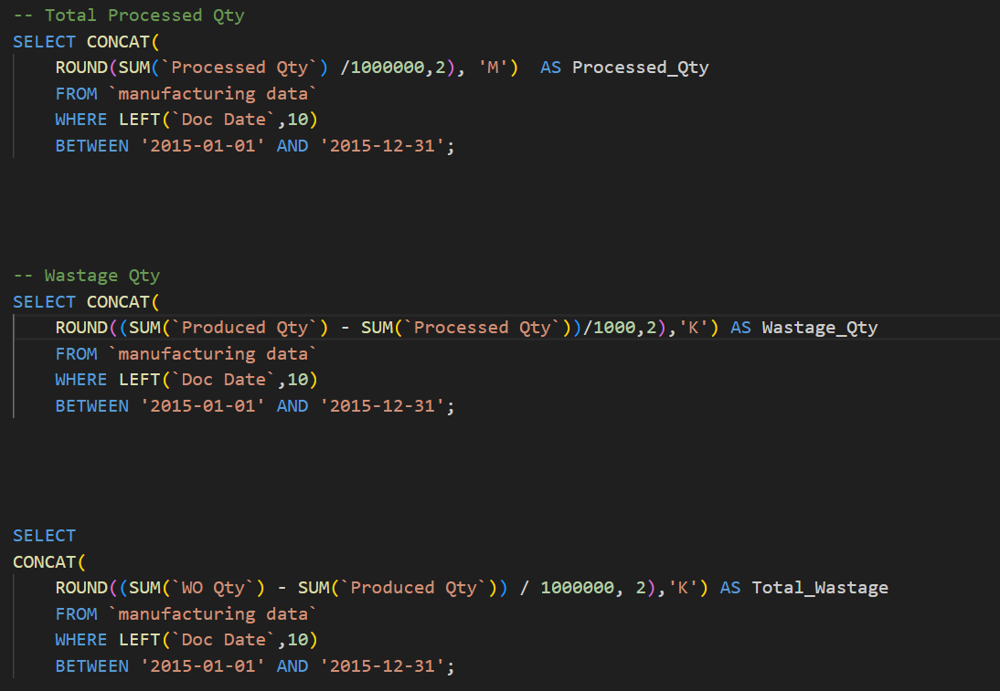 -- Total Processed Qty
SELECT CONCAT(
    ROUND(SUM(`Processed Qty`) /1000000,2), 'M')  AS Processed_Qty
    FROM `manufacturing data`
    WHERE LEFT(`Doc Date`,10)
    BETWEEN '2015-01-01' AND '2015-12-31';
-- Wastage Qty
SELECT CONCAT(
    ROUND((SUM(`Produced Qty`) - SUM(`Processed Qty`))/1000,2),'K') AS Wastage_Qty
    FROM `manufacturing data`
    WHERE LEFT(`Doc Date`,10)
    BETWEEN '2015-01-01' AND '2015-12-31';
SELECT
CONCAT(
    ROUND((SUM(`WO Qty`) - SUM(`Produced Qty`)) / 1000000, 2),'K') AS Total_Wastage
    FROM `manufacturing data`
    WHERE LEFT(`Doc Date`,10)
    BETWEEN '2015-01-01' AND '2015-12-31';